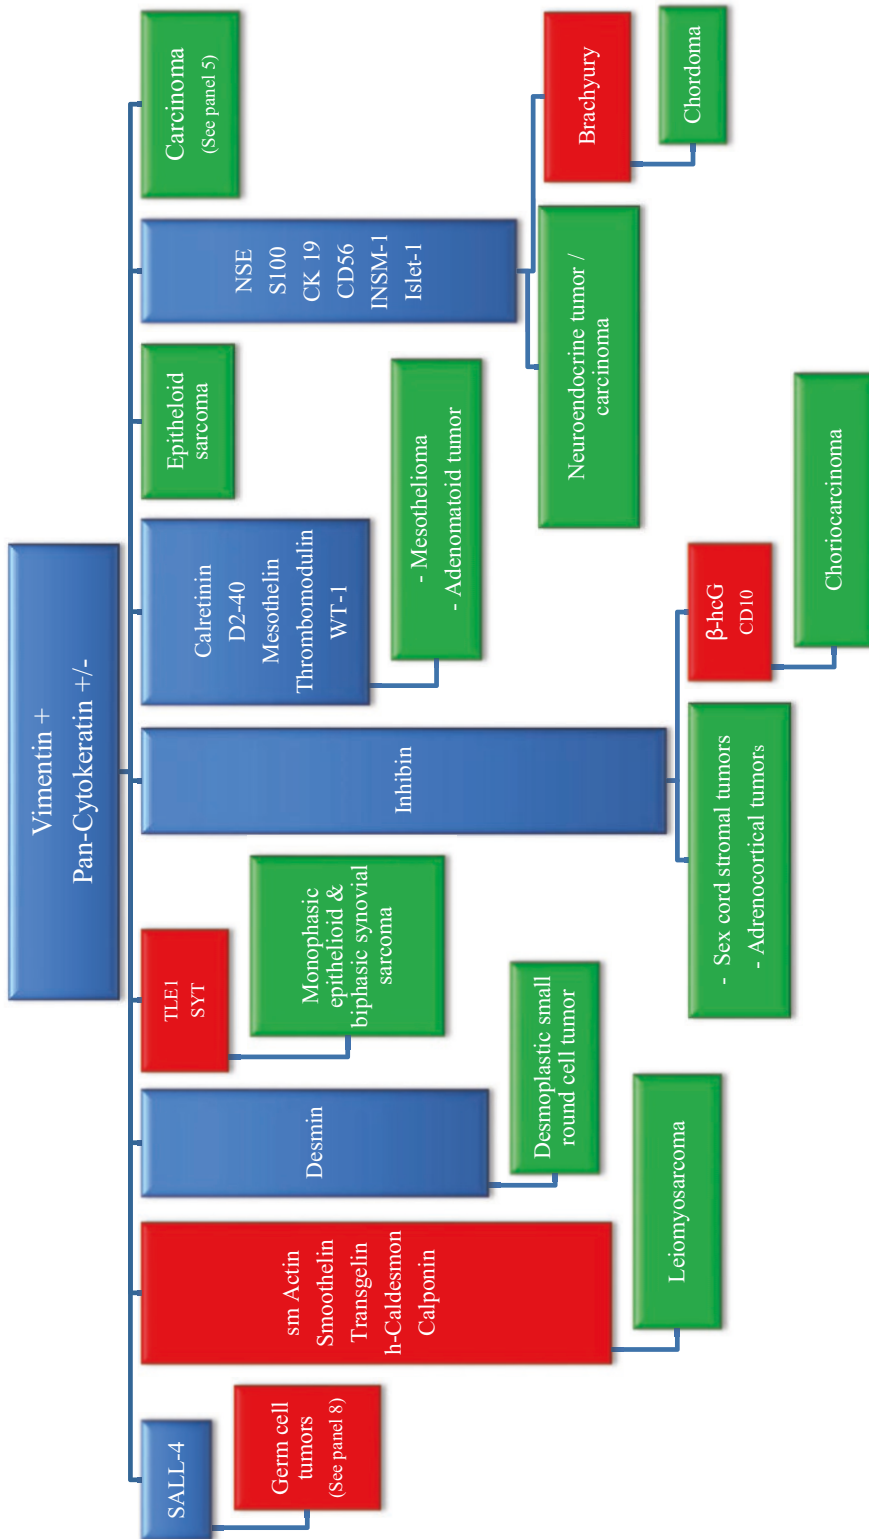 Vimentin +
Pan-Cytokeratin +/-
SALL-4
Germ cell
tumors
(See panel 8)
sm Actin
Smoothelin
Transgelin
h-Caldesmon
Calponin
Leiomyosarcoma
Desmin
Desmoplastic small
round cell tumor
TLE1
SYT
Monophasic
epithelioid &
biphasic synovial
sarcoma
Inhibin
- Sex cord stromal tumors
- Adrenocortical tumors
β-hcG
CD10
Choriocarcinoma
Calretinin
D2-40
Mesothelin
Thrombomodulin
WT-1
- Mesothelioma
- Adenomatoid tumor
Epitheloid
sarcoma
NSE
S100
CK 19
CD56
INSM-1
Islet-1
Neuroendocrine tumor /
carcinoma
Brachyury
Chordoma
Carcinoma
(See panel 5)